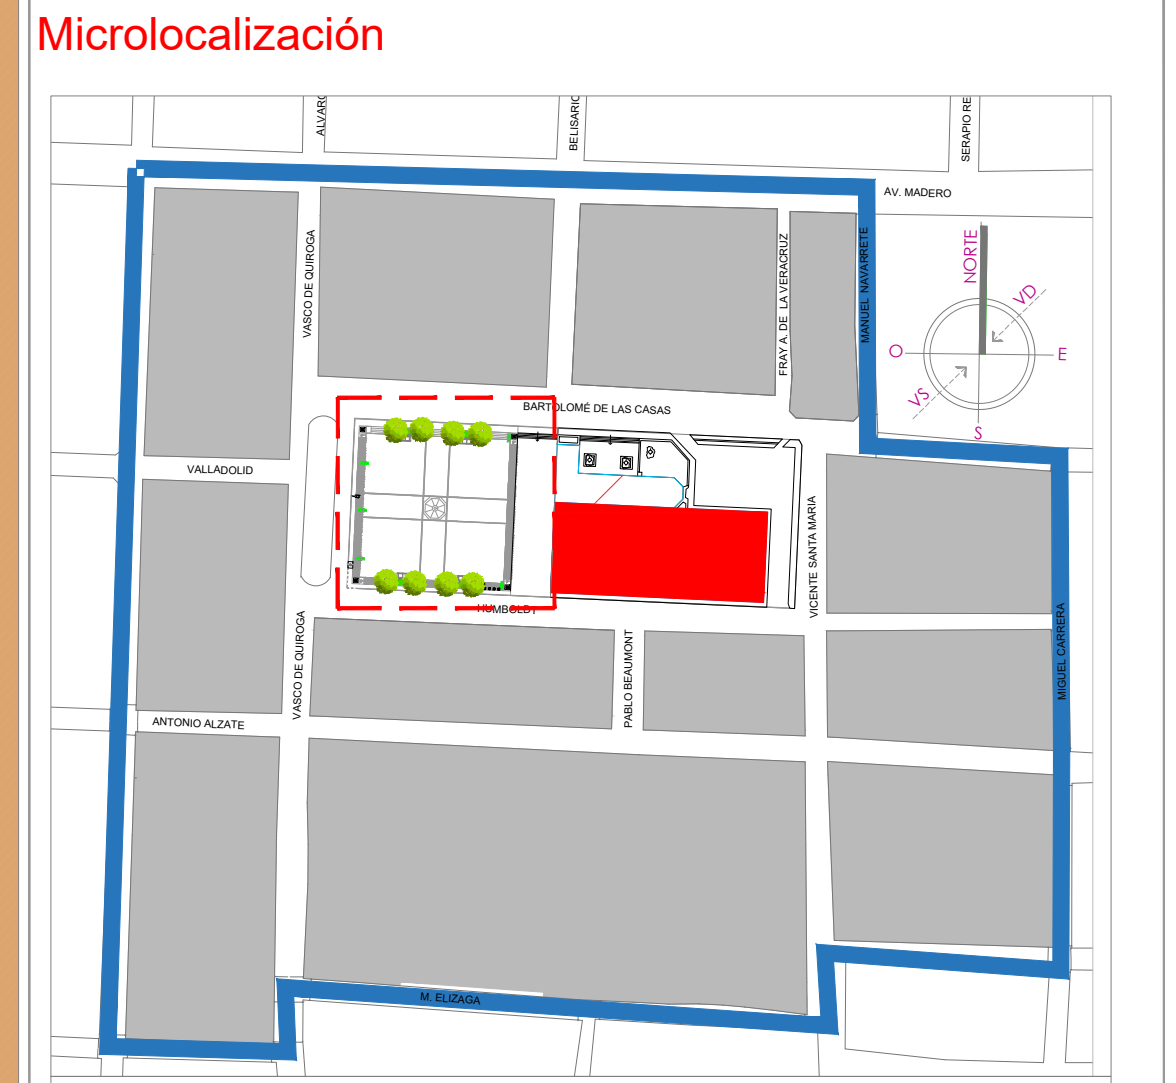 Microlocalización
ALVARO
BELISARIO
SERAPIO RE
AV. MADERO
VASCO DE QUIROGA
FRAY A. DE LA VERACRUZ
MANUEL NAVARRETE
NORTE
VD
O
E
VS
S
BARTOLOMÉ DE LAS CASAS
VALLADOLID
VICENTE SANTA MARIA
HUMBOLDT
VASCO DE QUIROGA
PABLO BEAUMONT
MIGUEL CARRERA
ANTONIO ALZATE
M. ELIZAGA